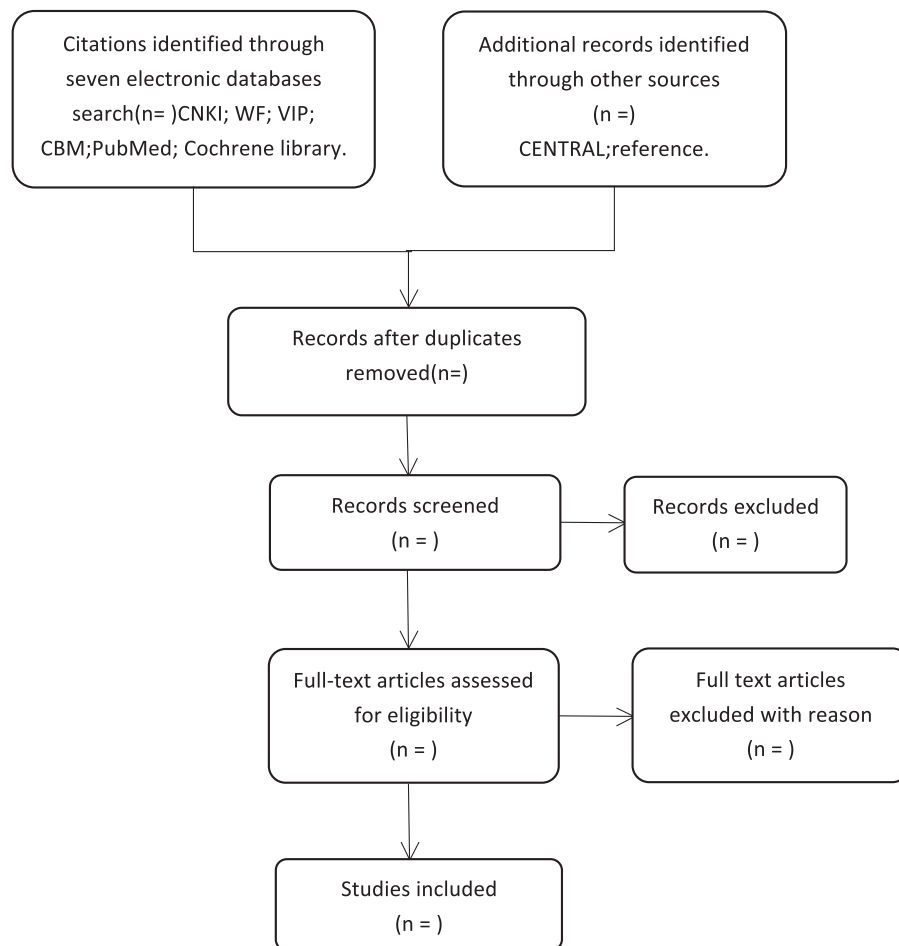 Citations identified through
seven electronic databases
search(n= )CNKI; WF; VIP;
CBM;PubMed; Cochrene library.
Additional records identified
through other sources
(n =)
CENTRAL;reference.
Records after duplicates
removed(n=)
Records screened
(n = )
Records excluded
(n = )
Full-text articles assessed
for eligibility
(n = )
Full text articles
excluded with reason
(n = )
Studies included
(n = )